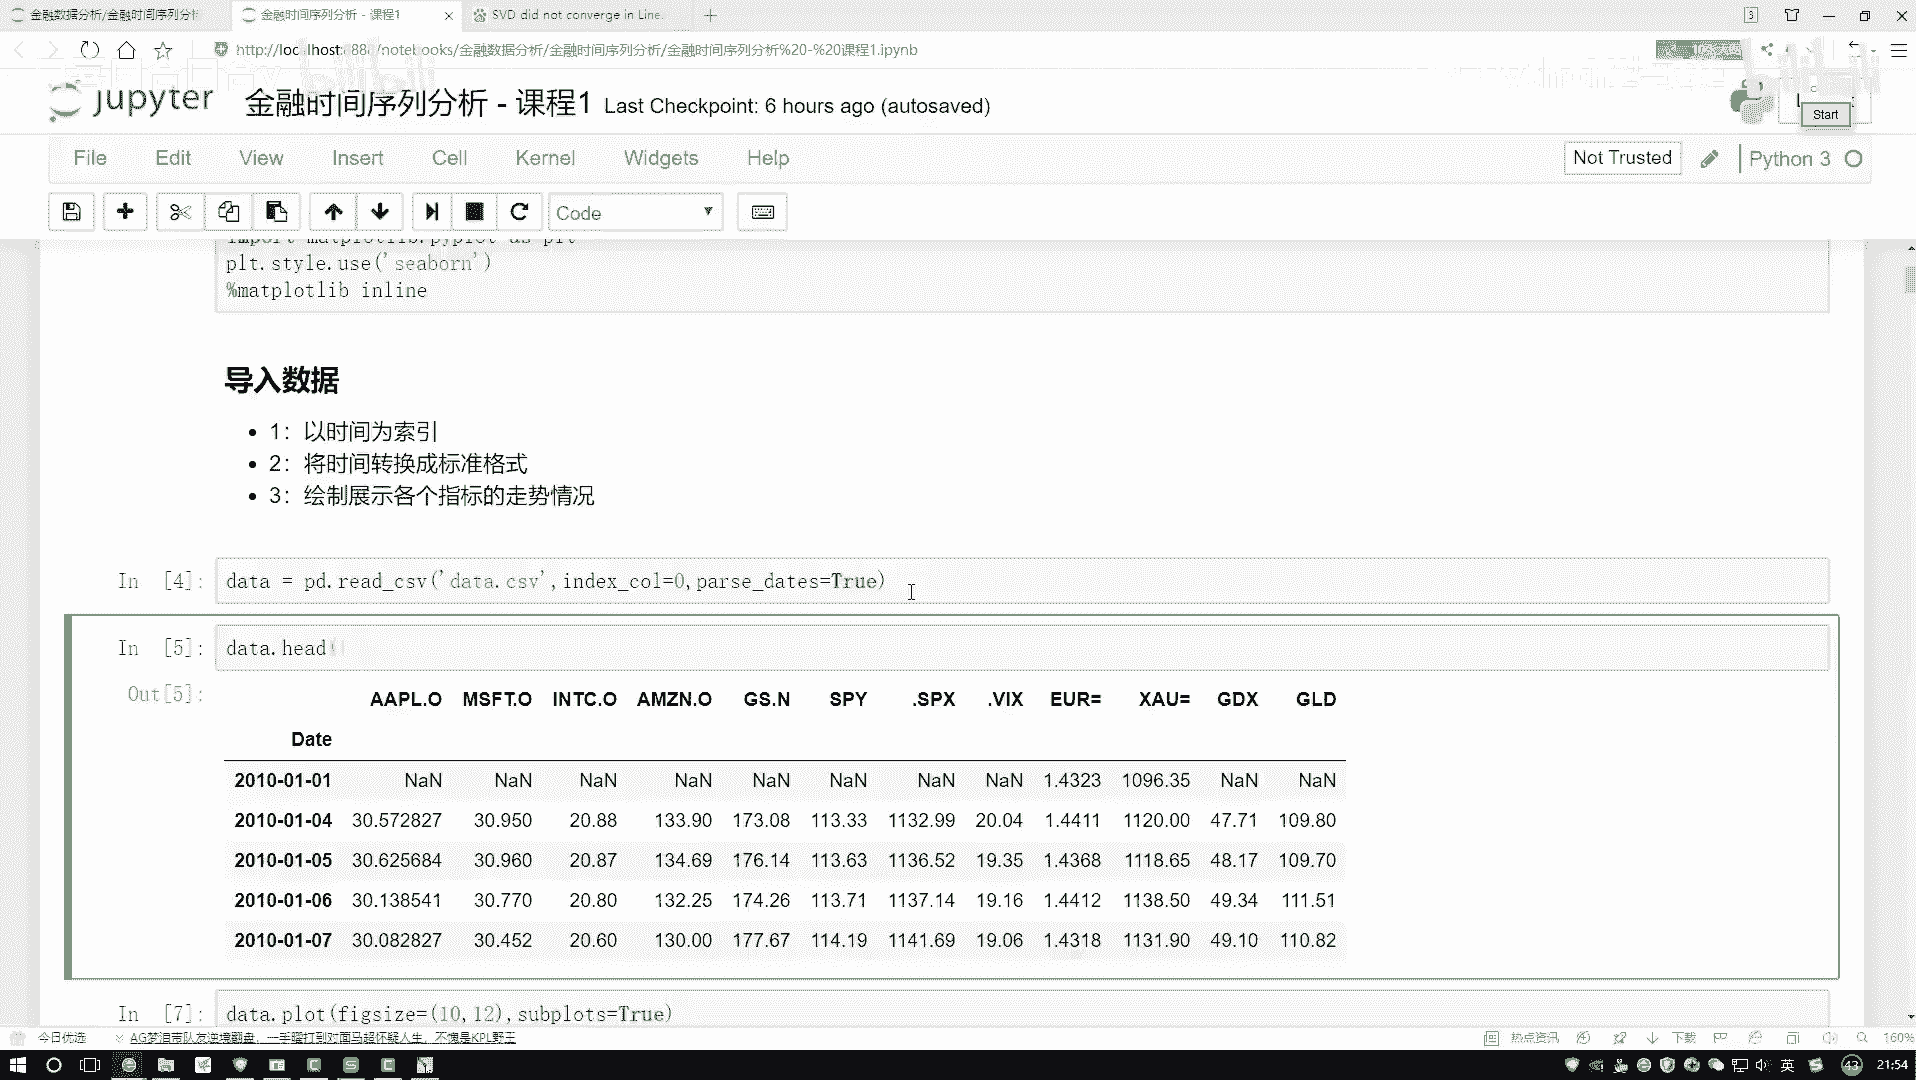 金融数据分析/金融时间序列分析
金融时间序列分析 - 课程1
SVD did not converge in Line.
3
/notebooks/金融数据分析/金融时间序列分析/金融时间序列分析%20-%20课程1.ipynb
jupyter 金融时间序列分析 - 课程1 Last Checkpoint: 6 hours ago (autosaved)
Start
File Edit View Insert Cell Kernel Widgets Help
Not Trusted
Python 3
Code
import matplotlib.pyplot as plt
plt.style.use('seaborn')
%matplotlib inline
导入数据
• 1：以时间为索引
• 2：将时间转换成标准格式
• 3：绘制展示各个指标的走势情况
In [4]: data = pd.read_csv('data.csv',index_col=0,parse_dates=True)
In [5]: data.head()
Out[5]:
AAPL.O MSFT.O INTC.O AMZN.O GS.N SPY .SPX .VIX EUR= XAU= GDX GLD
Date
2010-01-01 NaN NaN NaN NaN NaN NaN NaN NaN 1.4323 1096.35 NaN NaN
2010-01-04 30.572827 30.950 20.88 133.90 173.08 113.33 1132.99 20.04 1.4411 1120.00 47.71 109.80
2010-01-05 30.625684 30.960 20.87 134.69 176.14 113.63 1136.52 19.35 1.4368 1118.65 48.17 109.70
2010-01-06 30.138541 30.770 20.80 132.25 174.26 113.71 1137.14 19.16 1.4412 1138.50 49.34 111.51
2010-01-07 30.082827 30.452 20.60 130.00 177.67 114.19 1141.69 19.06 1.4318 1131.90 49.10 110.82
In [7]: data.plot(figsize=(10,12),subplots=True)
今日优选
AG梦泪带队友逆境翻盘，一手曜打到对面马超怀疑人生，不愧是KPL野王
热点资讯
下载
160%
英
43
21:54